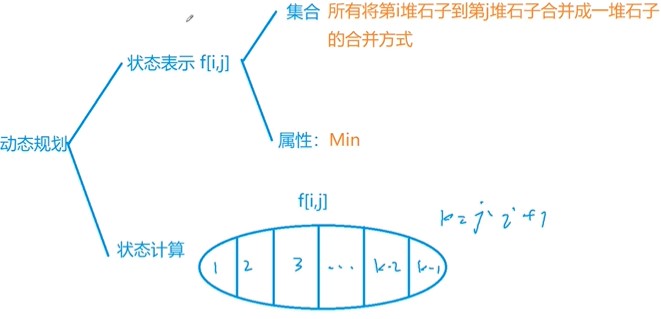 集合 所有将第i堆石子到第j堆石子合并成一堆石子
的合并方式
状态表示 f[i,j]
动态规划
属性：Min
f[i,j]
k=j-i+1
状态计算
1 2 3 ... k-2 k-1